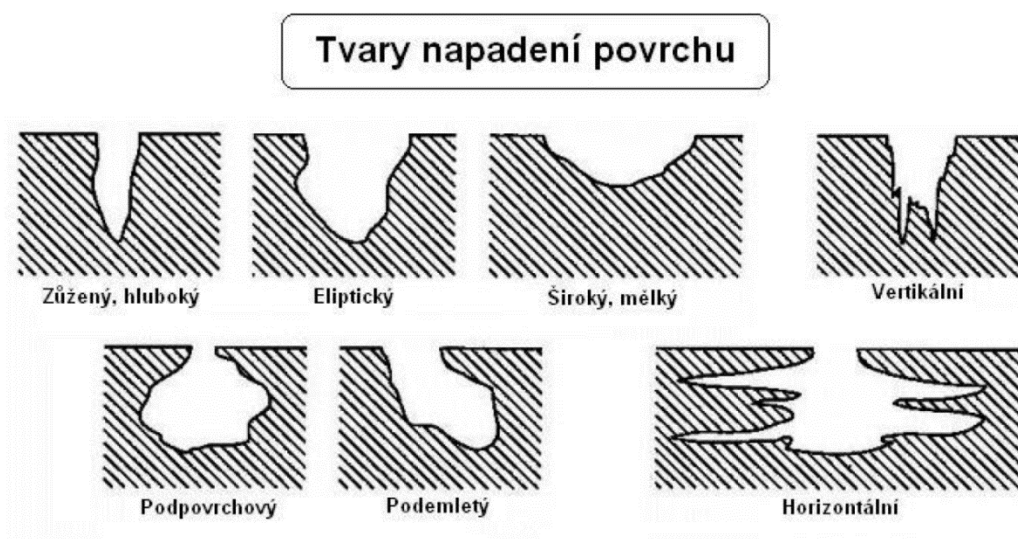 Tvary napadení povrchu
Zůžený, hluboký
Eliptický
Široký, mělký
Vertikální
Podpovrchový
Podemletý
Horizontální